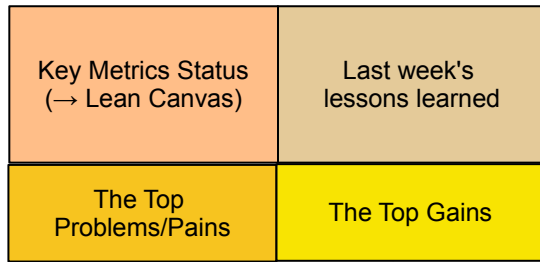 Key Metrics Status
(→ Lean Canvas)
Last week's
lessons learned
The Top
Problems/Pains
The Top Gains